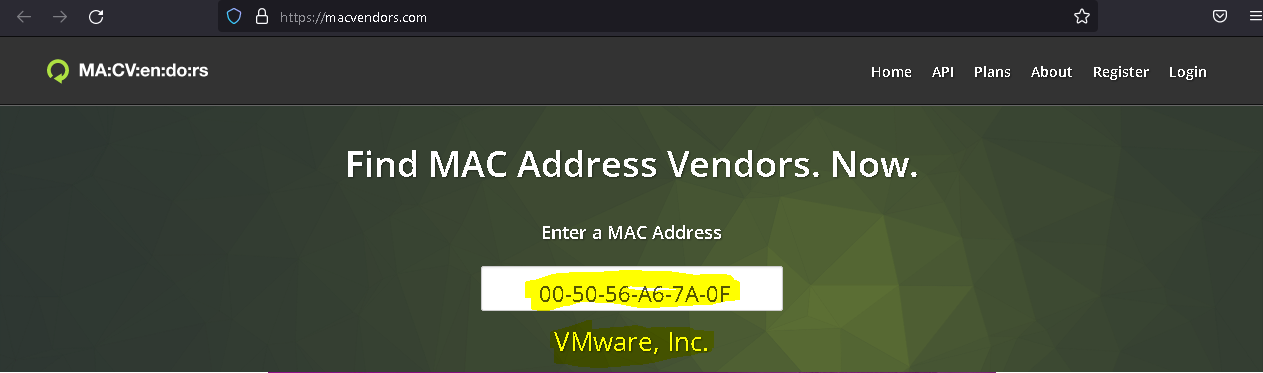 https://macvendors.com
MA:CV:en:do:rs
Home API Plans About Register Login
Find MAC Address Vendors. Now.
Enter a MAC Address
00-50-56-A6-7A-0F
VMware, Inc.